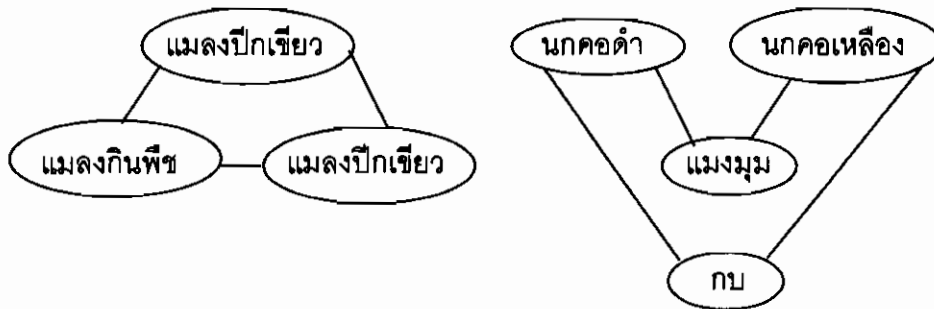 แมลงปีกเขียว
นกคอดำ
นกคอเหลือง
แมลงกินพืช
แมลงปีกเขียว
แมงมุม
กบ